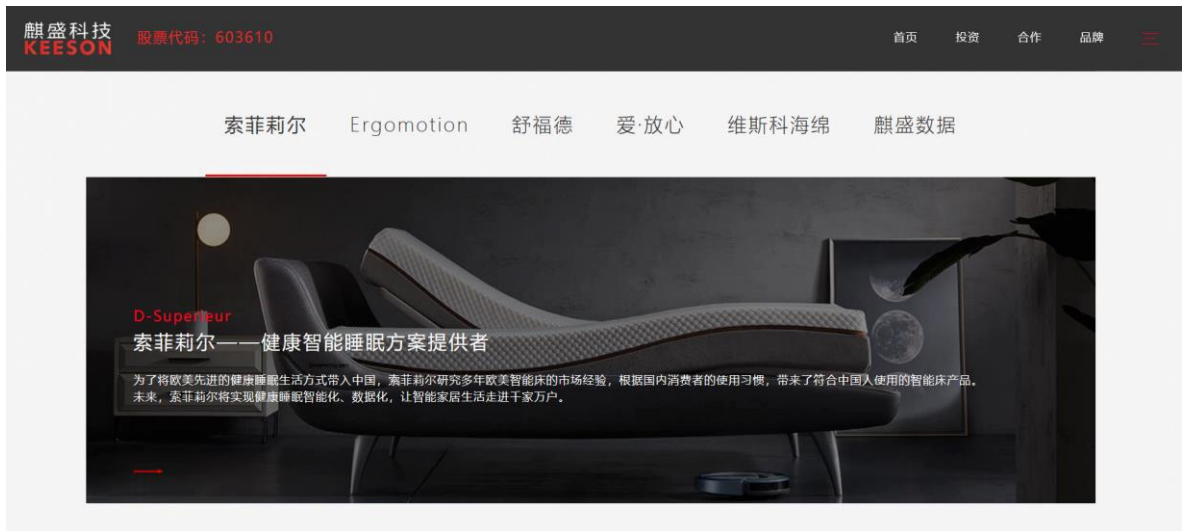 麒盛科技
KEESON
股票代码：603610
首页 投资 合作 品牌
索菲莉尔 Ergomotion 舒福德 爱·放心 维斯科海绵 麒盛数据
D-Superieur
索菲莉尔——健康智能睡眠方案提供者
为了将欧美先进的健康睡眠生活方式带入中国，索菲莉尔研究多年欧美智能床的市场经验，根据国内消费者的使用习惯，带来了符合中国人使用的智能床产品。
未来，索菲莉尔将实现健康睡眠智能化、数据化，让智能家居生活走进千家万户。